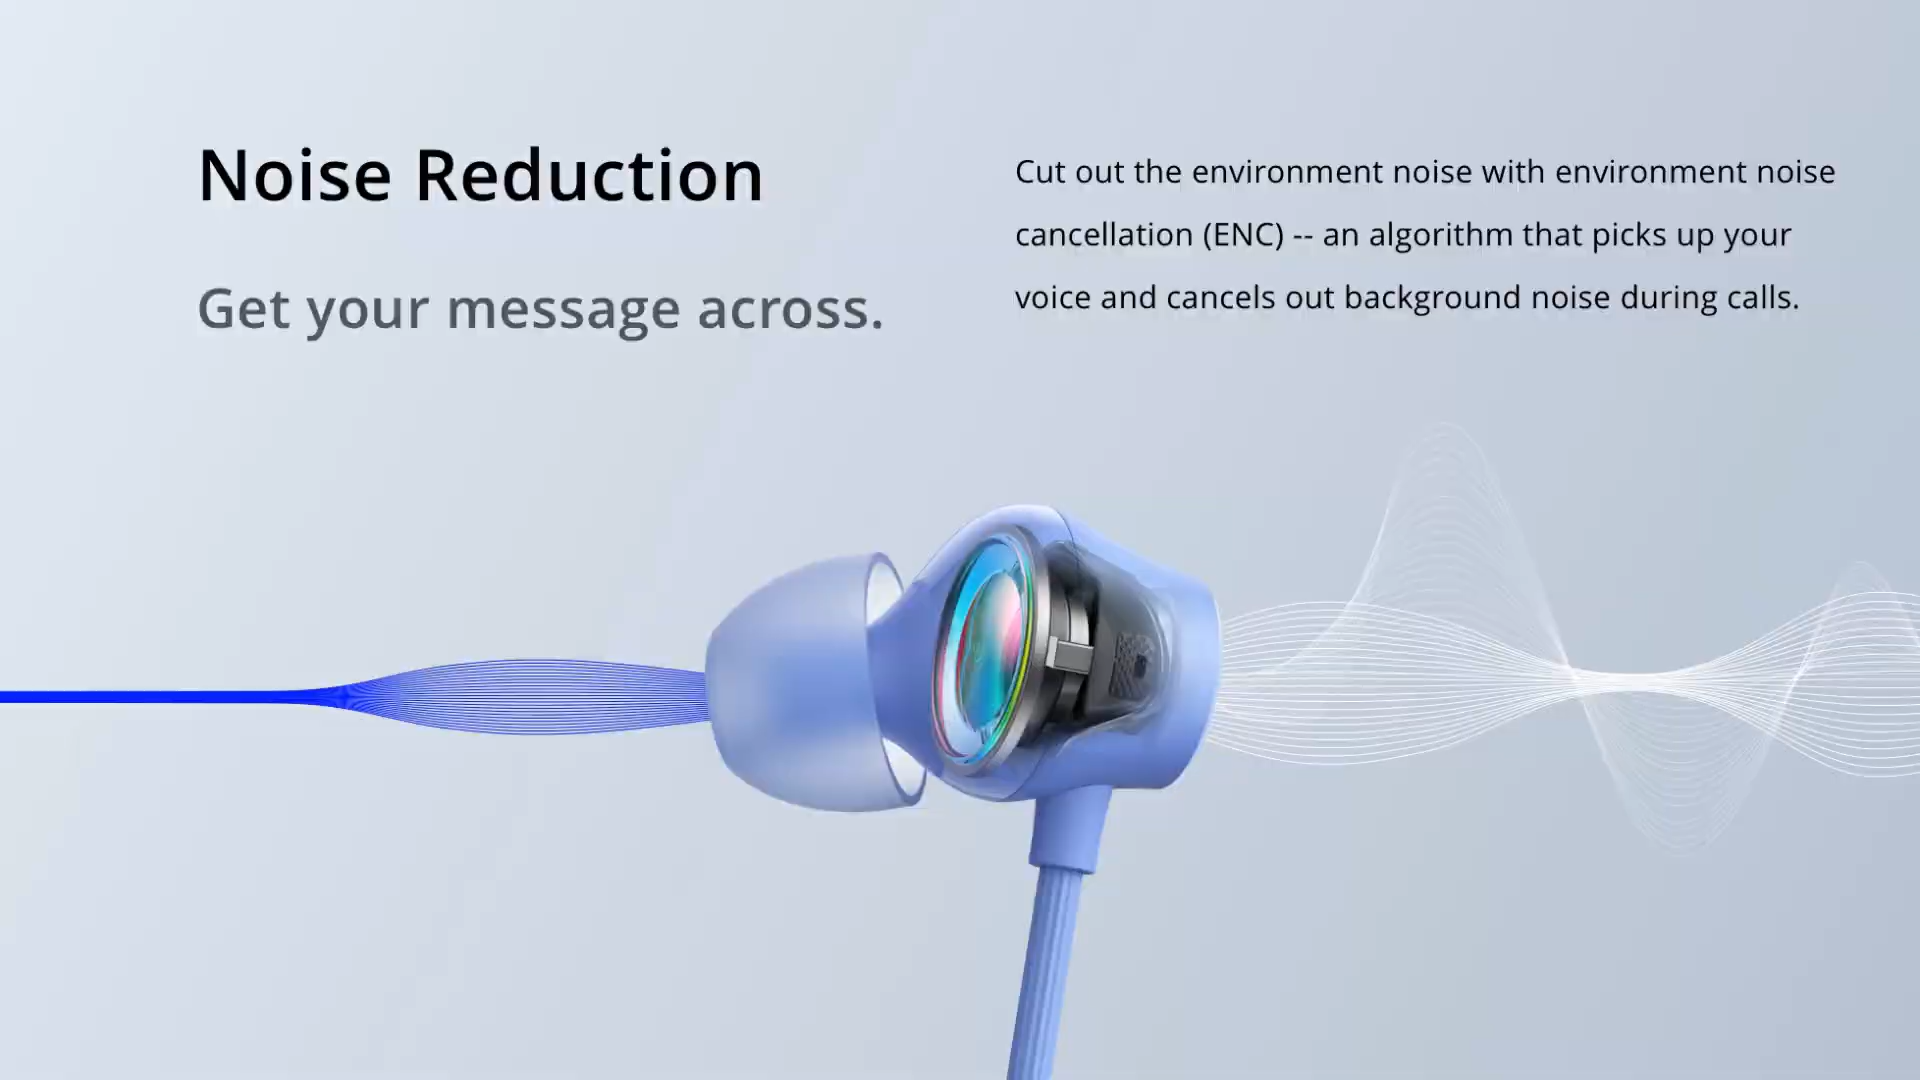 Noise Reduction
Get your message across.
Cut out the environment noise with environment noise
cancellation (ENC) -- an algorithm that picks up your
voice and cancels out background noise during calls.